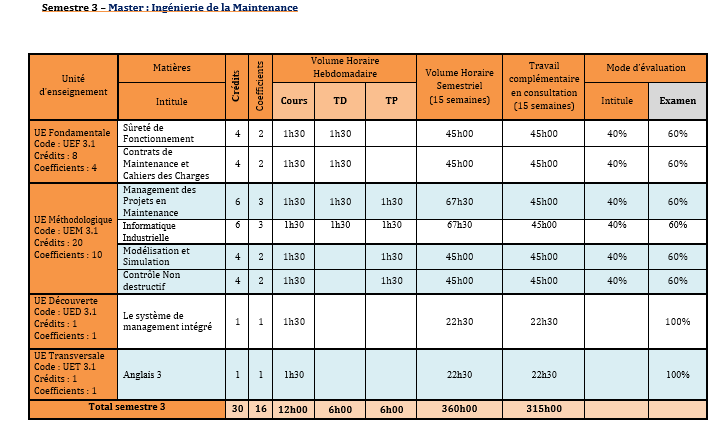 Semestre 3 – Master : Ingénierie de la Maintenance
Unité d'enseignement | Matières | Crédits | Coefficients | Volume Horaire Hebdomadaire | Volume Horaire Semestriel (15 semaines) | Travail complémentaire en consultation (15 semaines) | Mode d'évaluation
Intitule | Cours | TD | TP | Intitule | Examen
UE Fondamentale
Code : UEF 3.1
Crédits : 8
Coefficients : 4
Sûreté de Fonctionnement | 4 | 2 | 1h30 | 1h30 | 45h00 | 45h00 | 40% | 60%
Contrats de Maintenance et Cahiers des Charges | 4 | 2 | 1h30 | 1h30 | 45h00 | 45h00 | 40% | 60%
UE Méthodologique
Code : UEM 3.1
Crédits : 20
Coefficients : 10
Management des Projets en Maintenance | 6 | 3 | 1h30 | 1h30 | 1h30 | 67h30 | 45h00 | 40% | 60%
Informatique Industrielle | 6 | 3 | 1h30 | 1h30 | 1h30 | 67h30 | 45h00 | 40% | 60%
Modélisation et Simulation | 4 | 2 | 1h30 | 1h30 | 45h00 | 45h00 | 40% | 60%
Contrôle Non destructif | 4 | 2 | 1h30 | 1h30 | 45h00 | 45h00 | 40% | 60%
UE Découverte
Code : UED 3.1
Crédits : 1
Coefficients : 1
Le système de management intégré | 1 | 1 | 1h30 | 22h30 | 22h30 | 100%
UE Transversale
Code : UET 3.1
Crédits : 1
Coefficients : 1
Anglais 3 | 1 | 1 | 1h30 | 22h30 | 22h30 | 100%
Total semestre 3 | 30 | 16 | 12h00 | 6h00 | 6h00 | 360h00 | 315h00